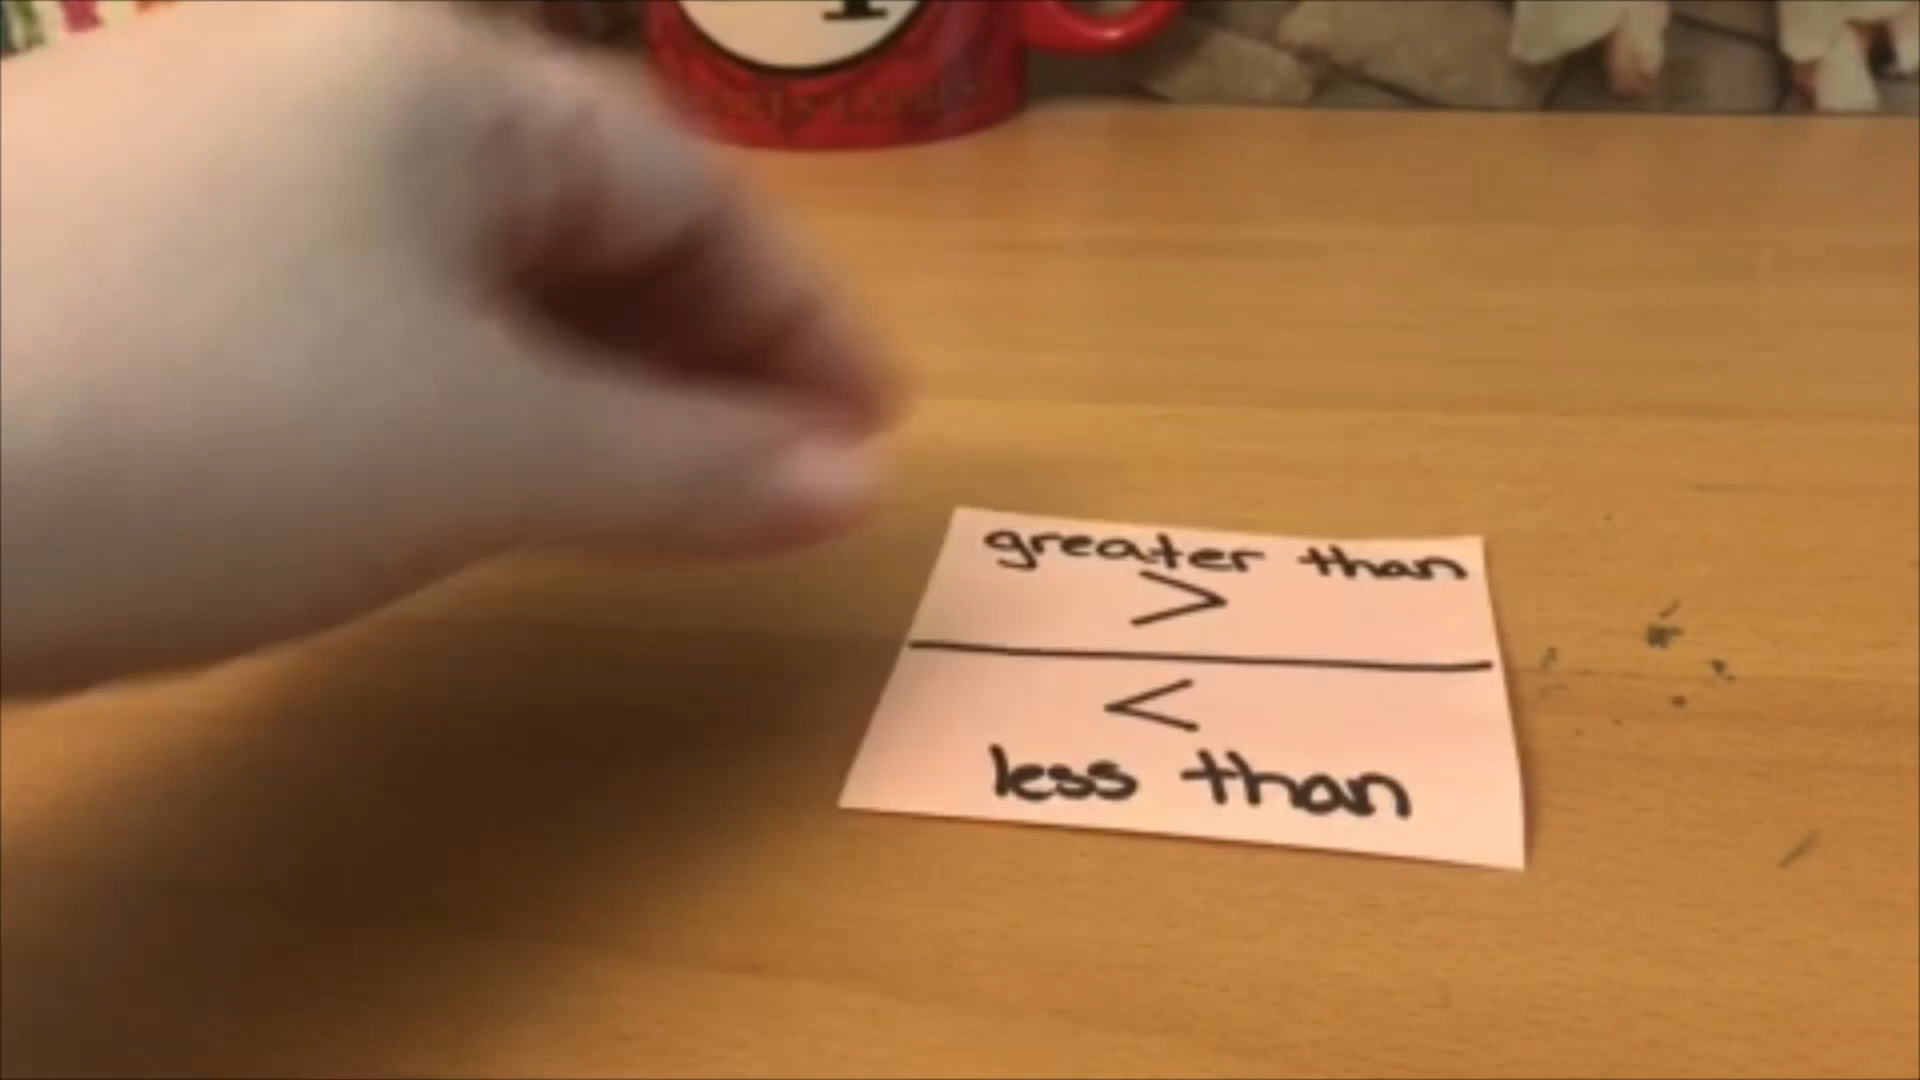 greater than
>
<
less than